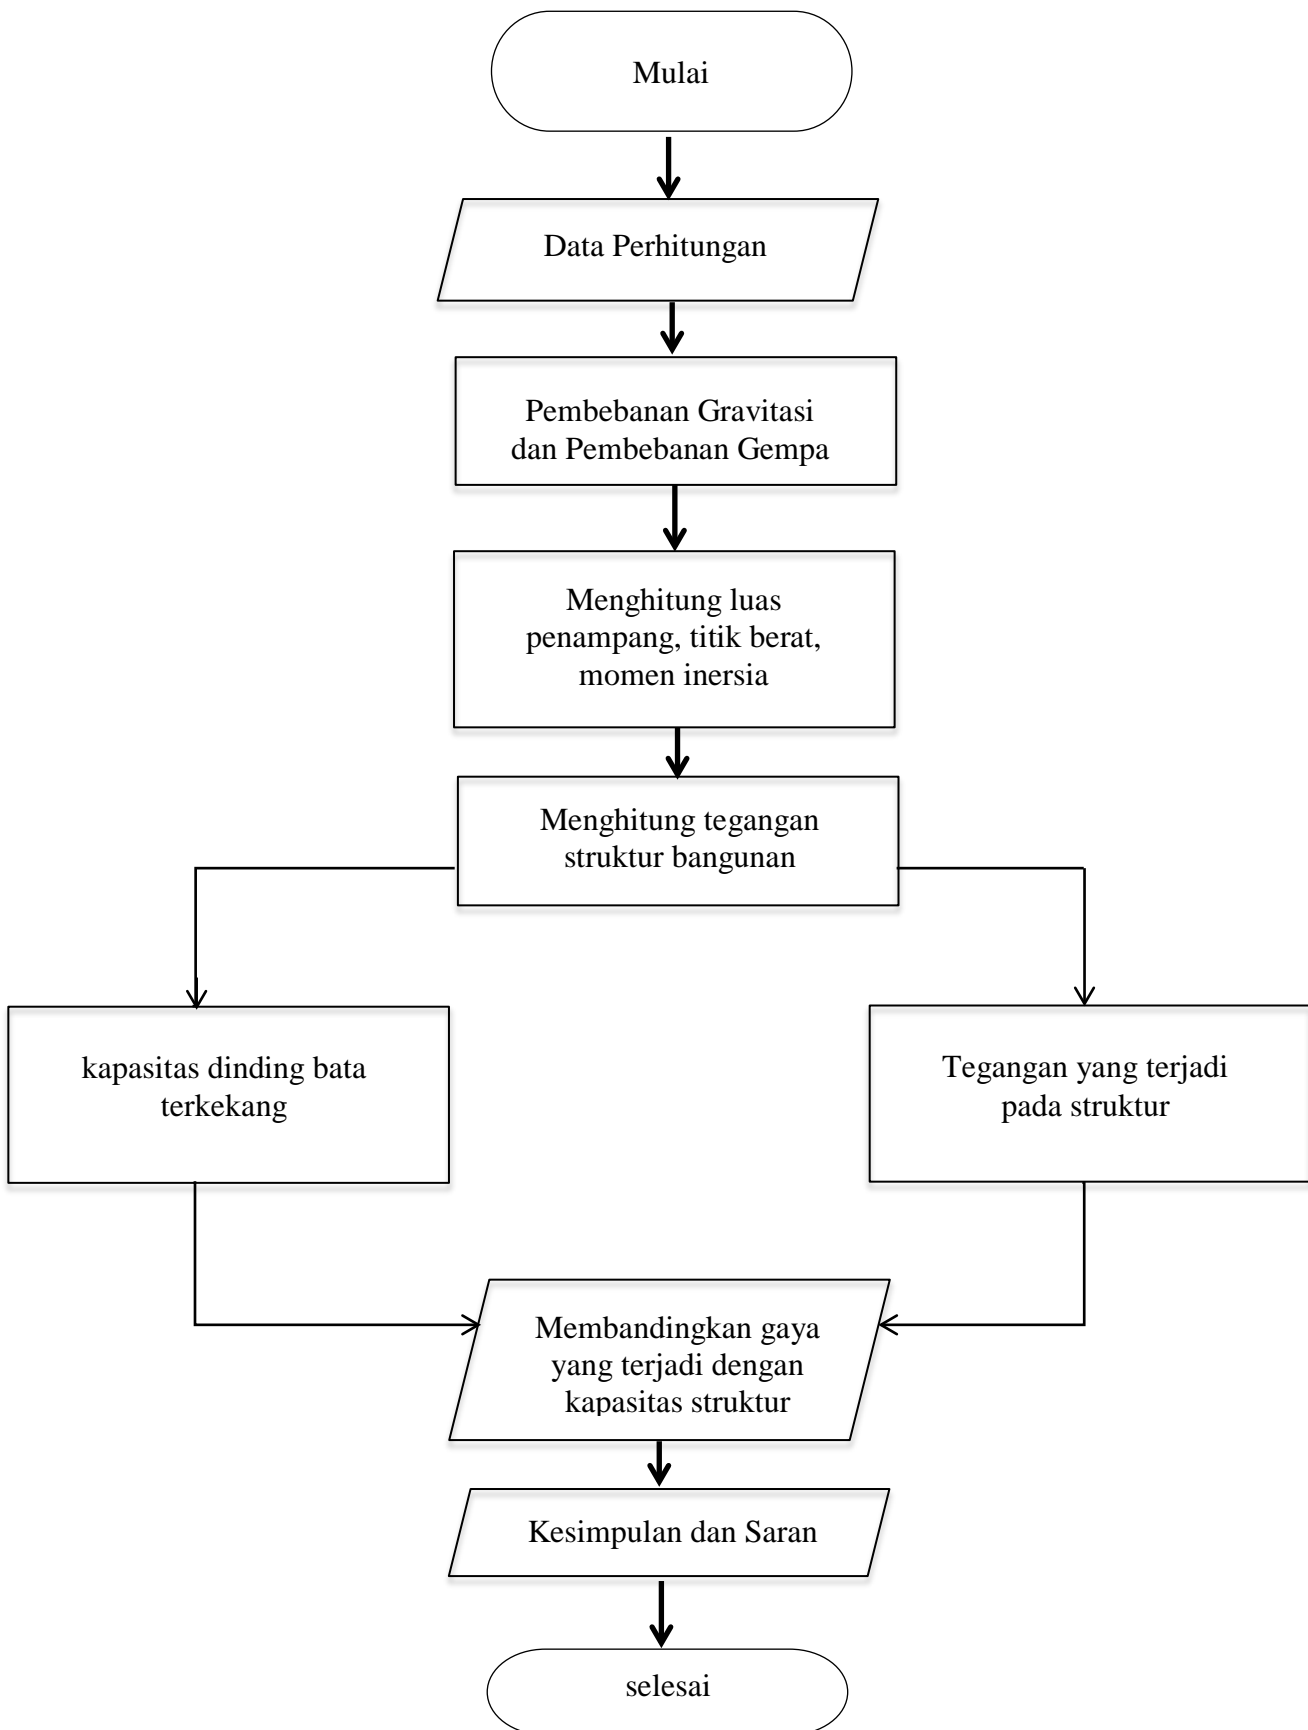 Mulai
Data Perhitungan
Pembebanan Gravitasi
dan Pembebanan Gempa
Menghitung luas
penampang, titik berat,
momen inersia
Menghitung tegangan
struktur bangunan
kapasitas dinding bata
terkekang
Tegangan yang terjadi
pada struktur
Membandingkan gaya
yang terjadi dengan
kapasitas struktur
Kesimpulan dan Saran
selesai